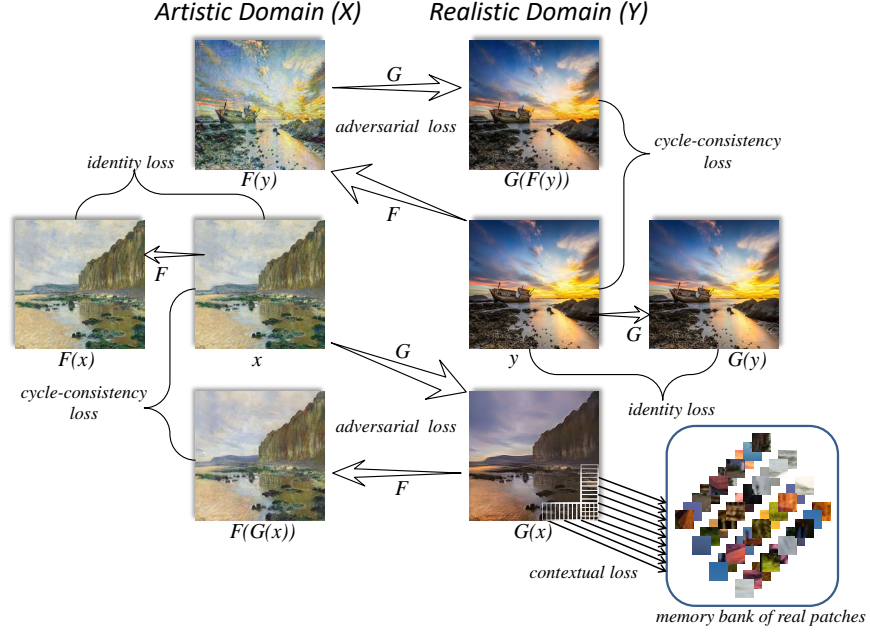 Artistic Domain (X)
Realistic Domain (Y)
G
adversarial loss
cycle-consistency
loss
identity loss
F(y)
G(F(y))
F
F
G
F(x)
x
G
y
G(y)
cycle-consistency
loss
identity loss
adversarial loss
F
F(G(x))
G(x)
contextual loss
memory bank of real patches